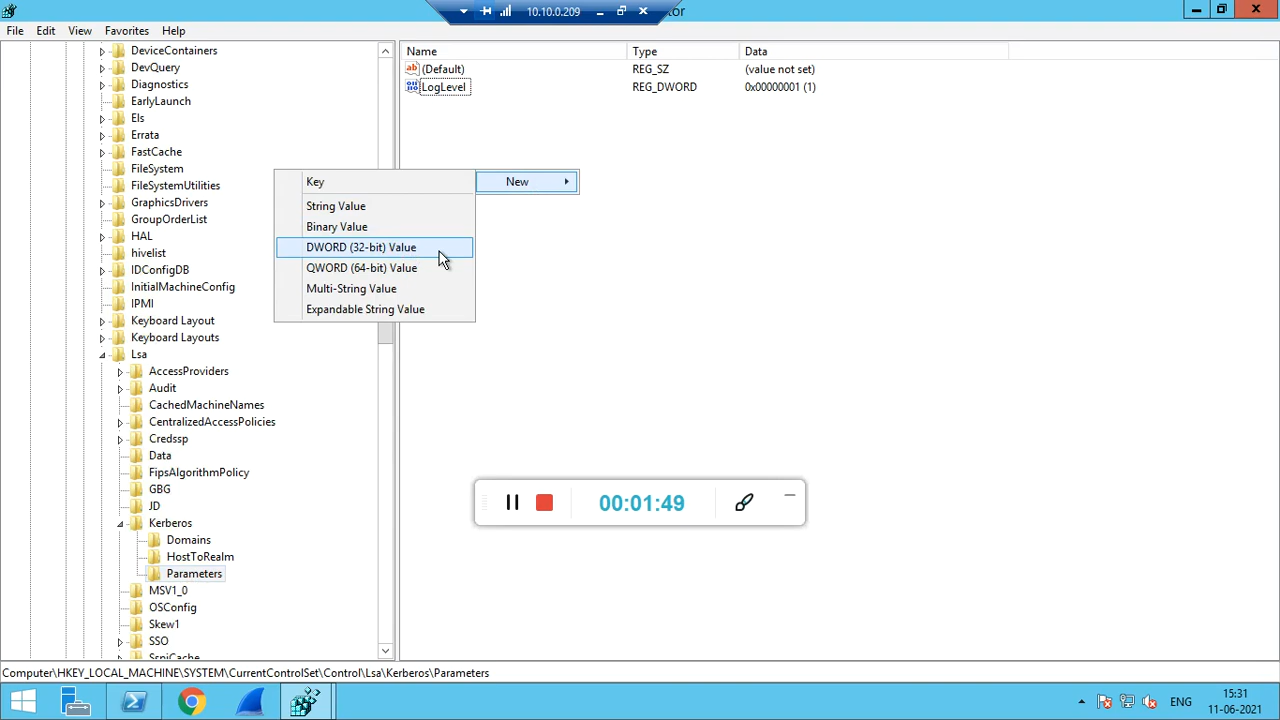 10.10.0.209
tor
File Edit View Favorites Help
DeviceContainers
DevQuery
Diagnostics
EarlyLaunch
Els
Errata
FastCache
FileSystem
FileSystemUtilities
GraphicsDrivers
GroupOrderList
HAL
hivelist
IDConfigDB
InitialMachineConfig
IPMI
Keyboard Layout
Keyboard Layouts
Lsa
AccessProviders
Audit
CachedMachineNames
CentralizedAccessPolicies
Credssp
Data
FipsAlgorithmPolicy
GBG
JD
Kerberos
Domains
HostToRealm
Parameters
MSV1_0
OSConfig
Skew1
SSO
SspiCache
Name Type Data
(Default) REG_SZ (value not set)
LogLevel REG_DWORD 0x00000001 (1)
New
Key
String Value
Binary Value
DWORD (32-bit) Value
QWORD (64-bit) Value
Multi-String Value
Expandable String Value
00:01:49
Computer\HKEY_LOCAL_MACHINE\SYSTEM\CurrentControlSet\Control\Lsa\Kerberos\Parameters
ENG
15:31
11-06-2021